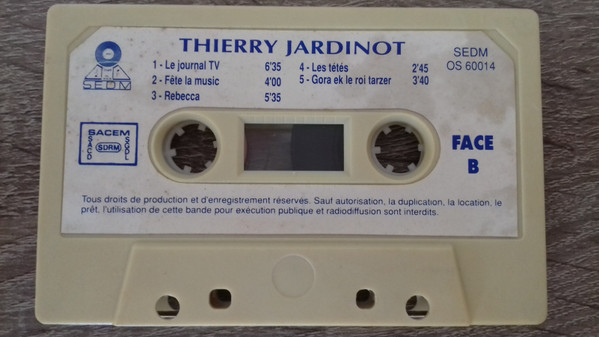 THIERRY JARDINOT
SEDM
SEDM
OS 60014
1 - Le journal TV 6'35
2 - Fête la music 4'00
3 - Rebecca 5'35
4 - Les tétés 2'45
5 - Gora ek le roi tarzer 3'40
SACEM
SACD
SDRM
SGDL
FACE
B
Tous droits de production et d'enregistrement réservés. Sauf autorisation, la duplication, la location, le
prêt, l'utilisation de cette bande pour exécution publique et radiodiffusion sont interdits.